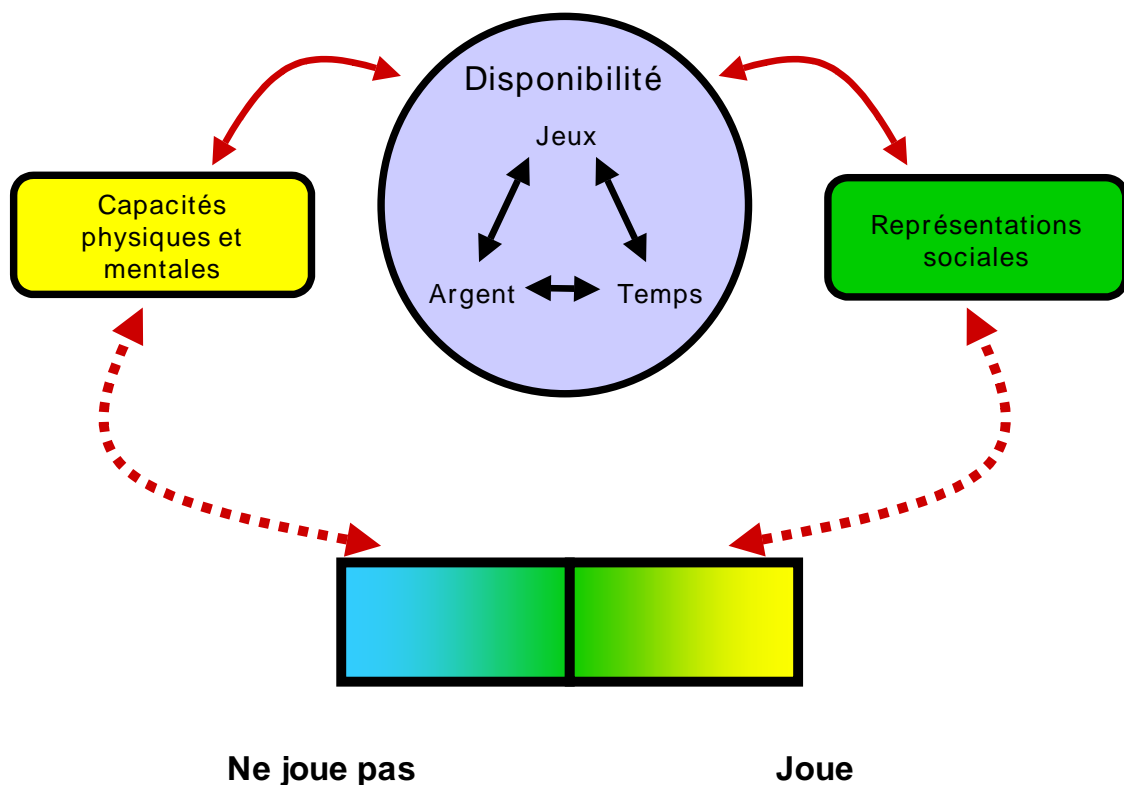 Disponibilité
Jeux
Argent
Temps
Capacités
physiques et
mentales
Représentations
sociales
Ne joue pas
Joue